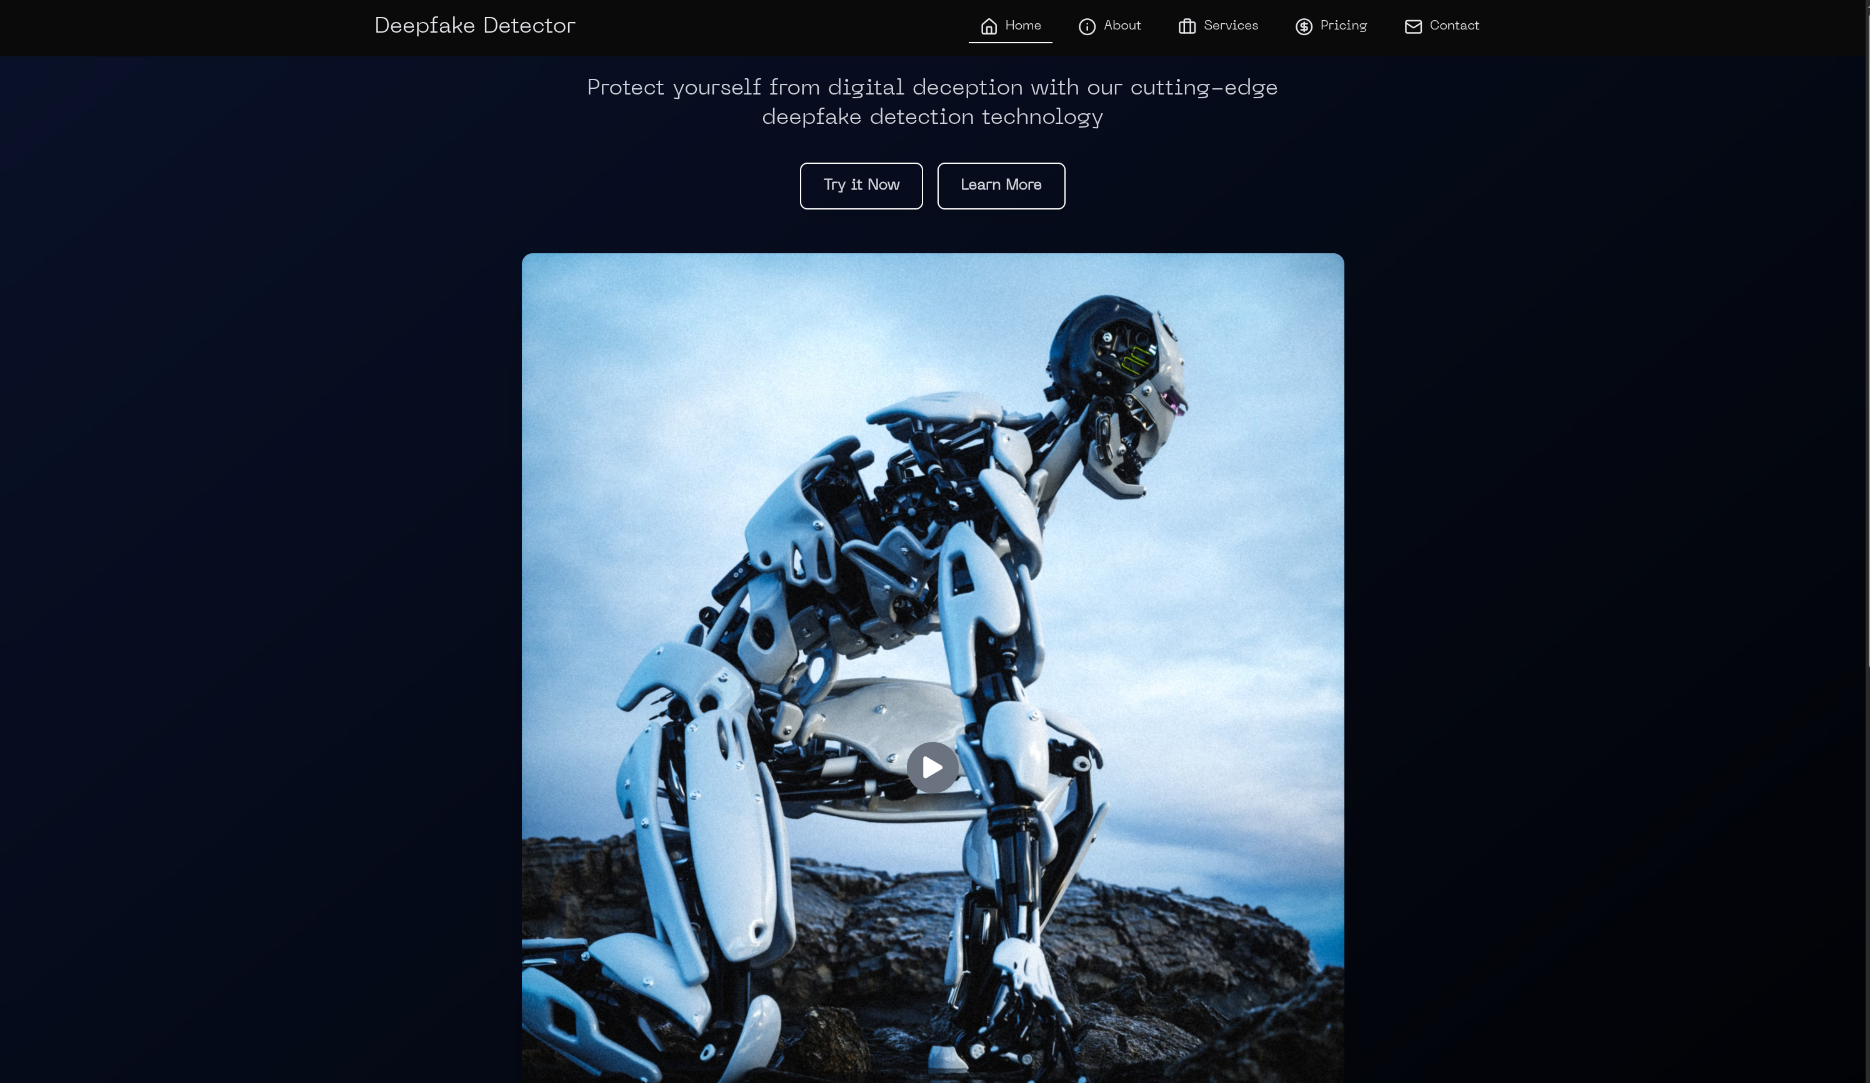 Deepfake Detector
Home
About
Services
Pricing
Contact
Protect yourself from digital deception with our cutting-edge
deepfake detection technology
Try it Now
Learn More